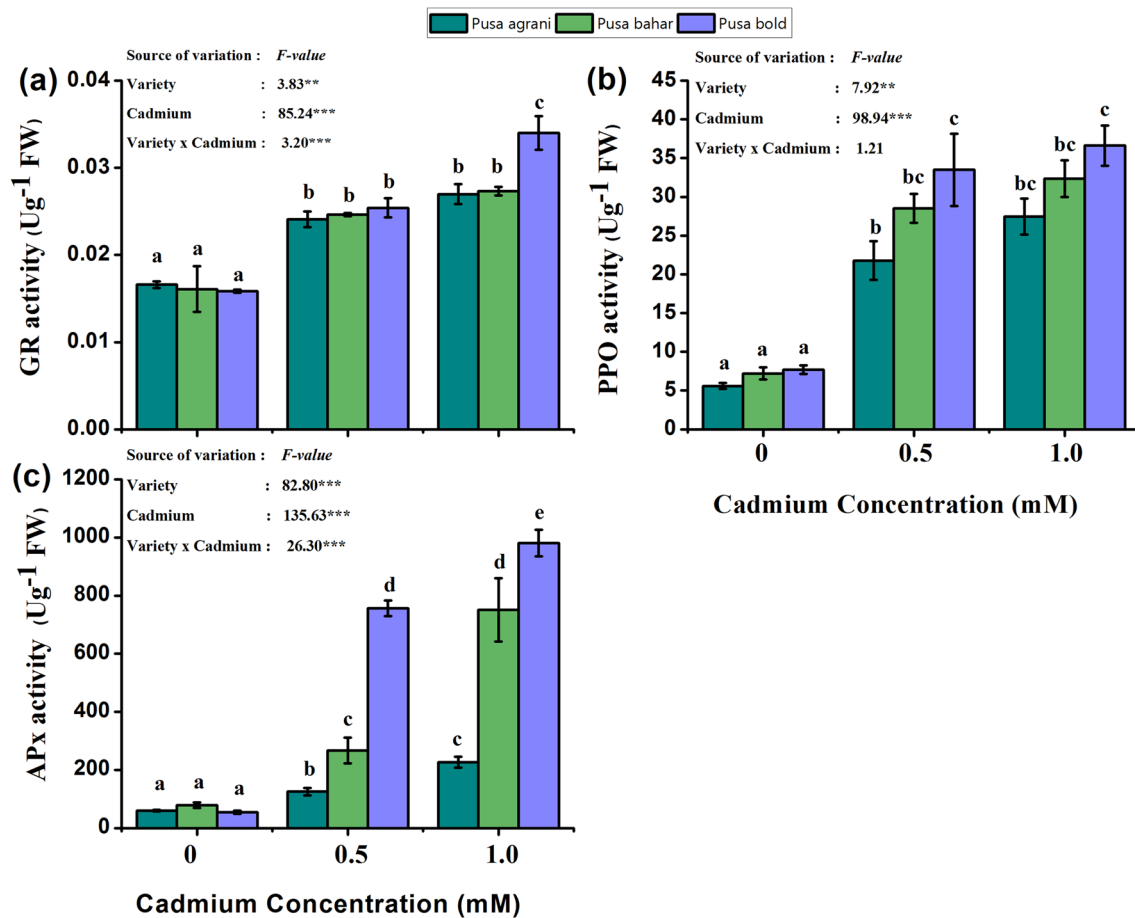 Pusa agrani Pusa bahar Pusa bold
(a)
Source of variation : F-value
Variety : 3.83**
Cadmium : 85.24***
Variety x Cadmium : 3.20***
GR activity (Ug-1 FW)
0.04
0.03
0.02
0.01
0.00
a a a
b b b
b b c
(b)
Source of variation : F-value
Variety : 7.92**
Cadmium : 98.94***
Variety x Cadmium : 1.21
PPO activity (Ug-1 FW)
45
40
35
30
25
20
15
10
5
0
a a a
b bc c
bc bc c
0 0.5 1.0
Cadmium Concentration (mM)
(c)
Source of variation : F-value
Variety : 82.80***
Cadmium : 135.63***
Variety x Cadmium : 26.30***
APx activity (Ug-1 FW)
1200
1000
800
600
400
200
0
a a a
b c d
c d e
0 0.5 1.0
Cadmium Concentration (mM)